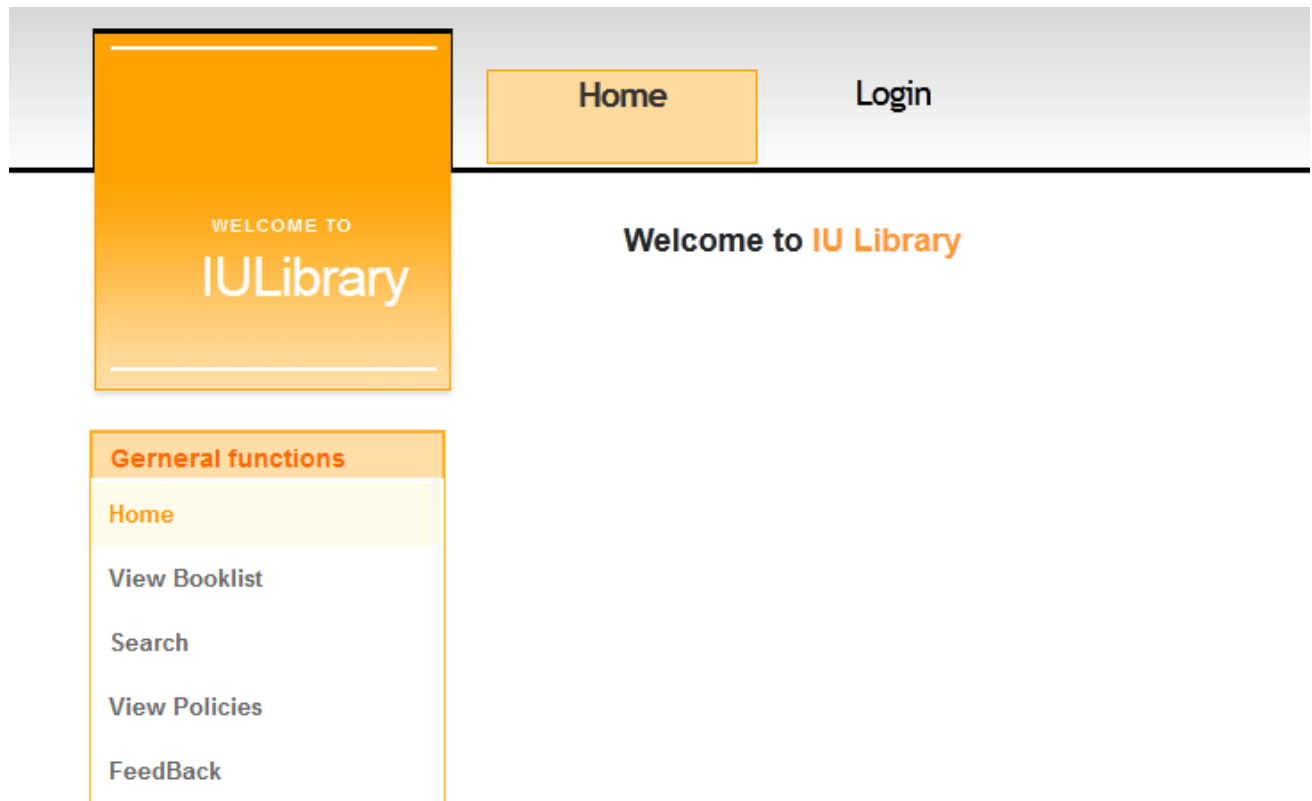 Home
Login
WELCOME TO
IULibrary
Welcome to IU Library
Gerneral functions
Home
View Booklist
Search
View Policies
FeedBack